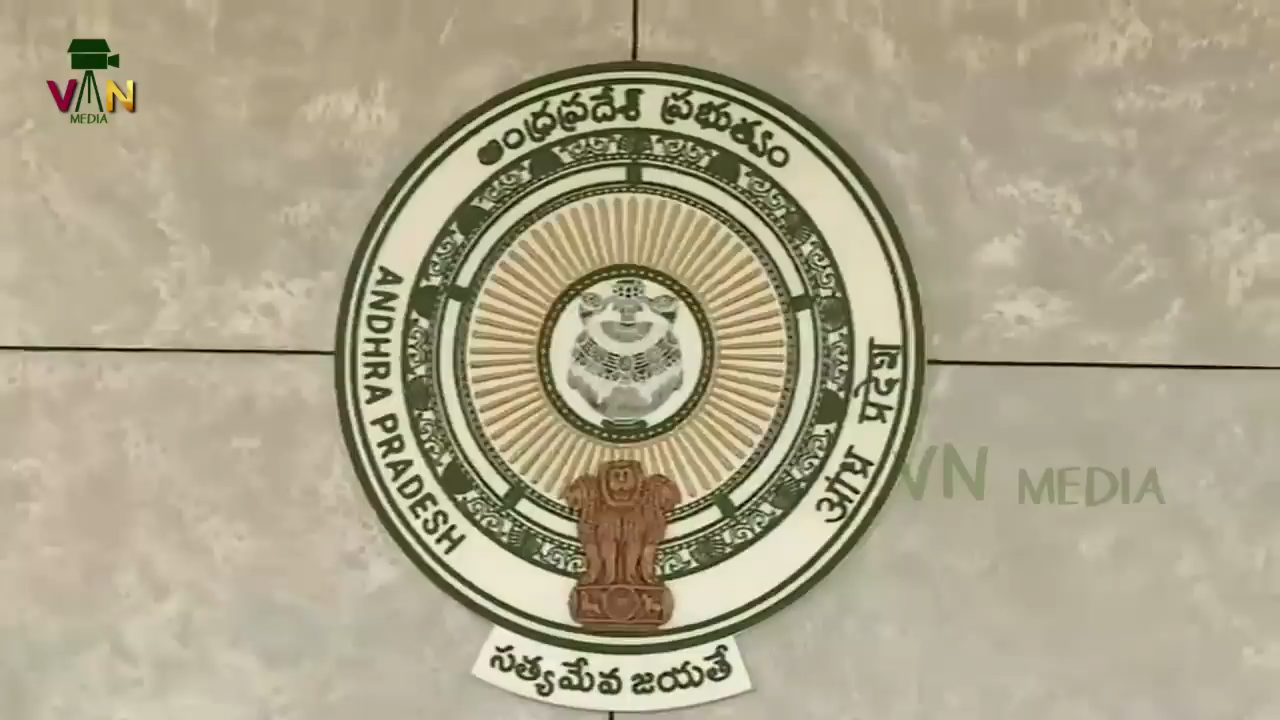 VAN
MEDIA
ఆంధ్రప్రదేశ్ ప్రభుత్వం
ANDHRA PRADESH
आंध्र प्रदेश
VN MEDIA
సత్యమేవ జయతే